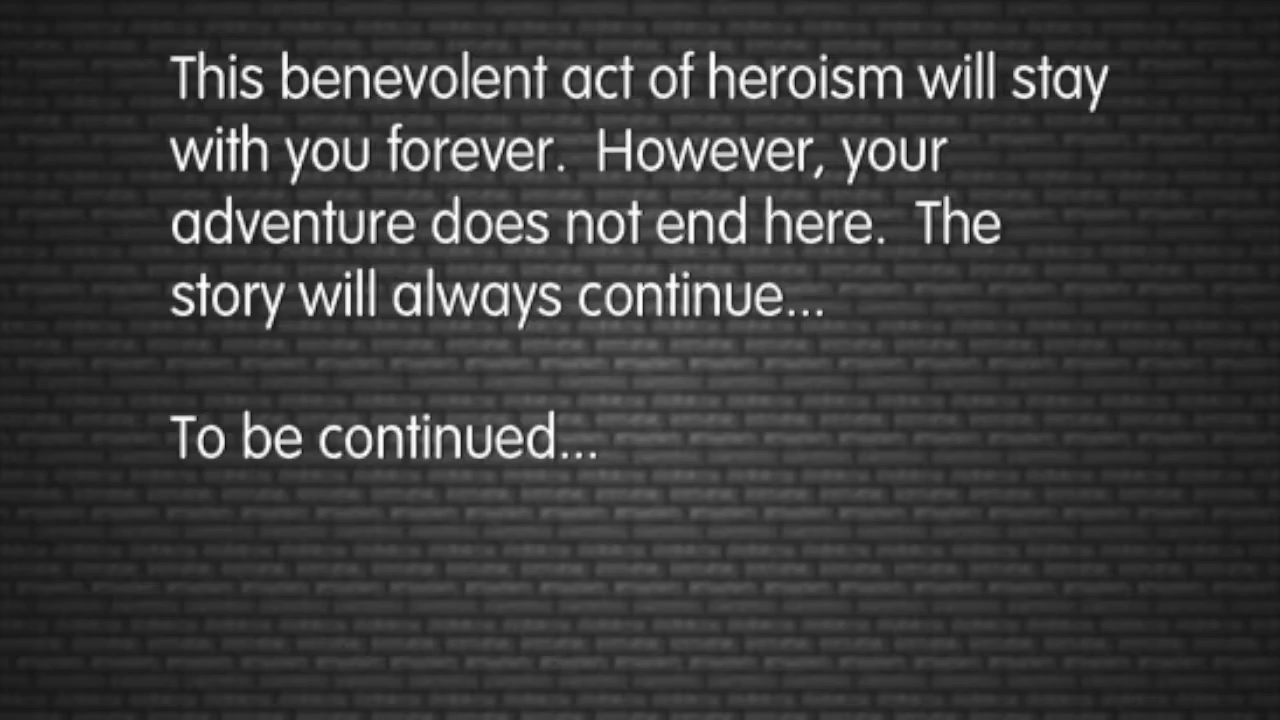 This benevolent act of heroism will stay
with you forever.  However, your
adventure does not end here.  The
story will always continue...
To be continued...